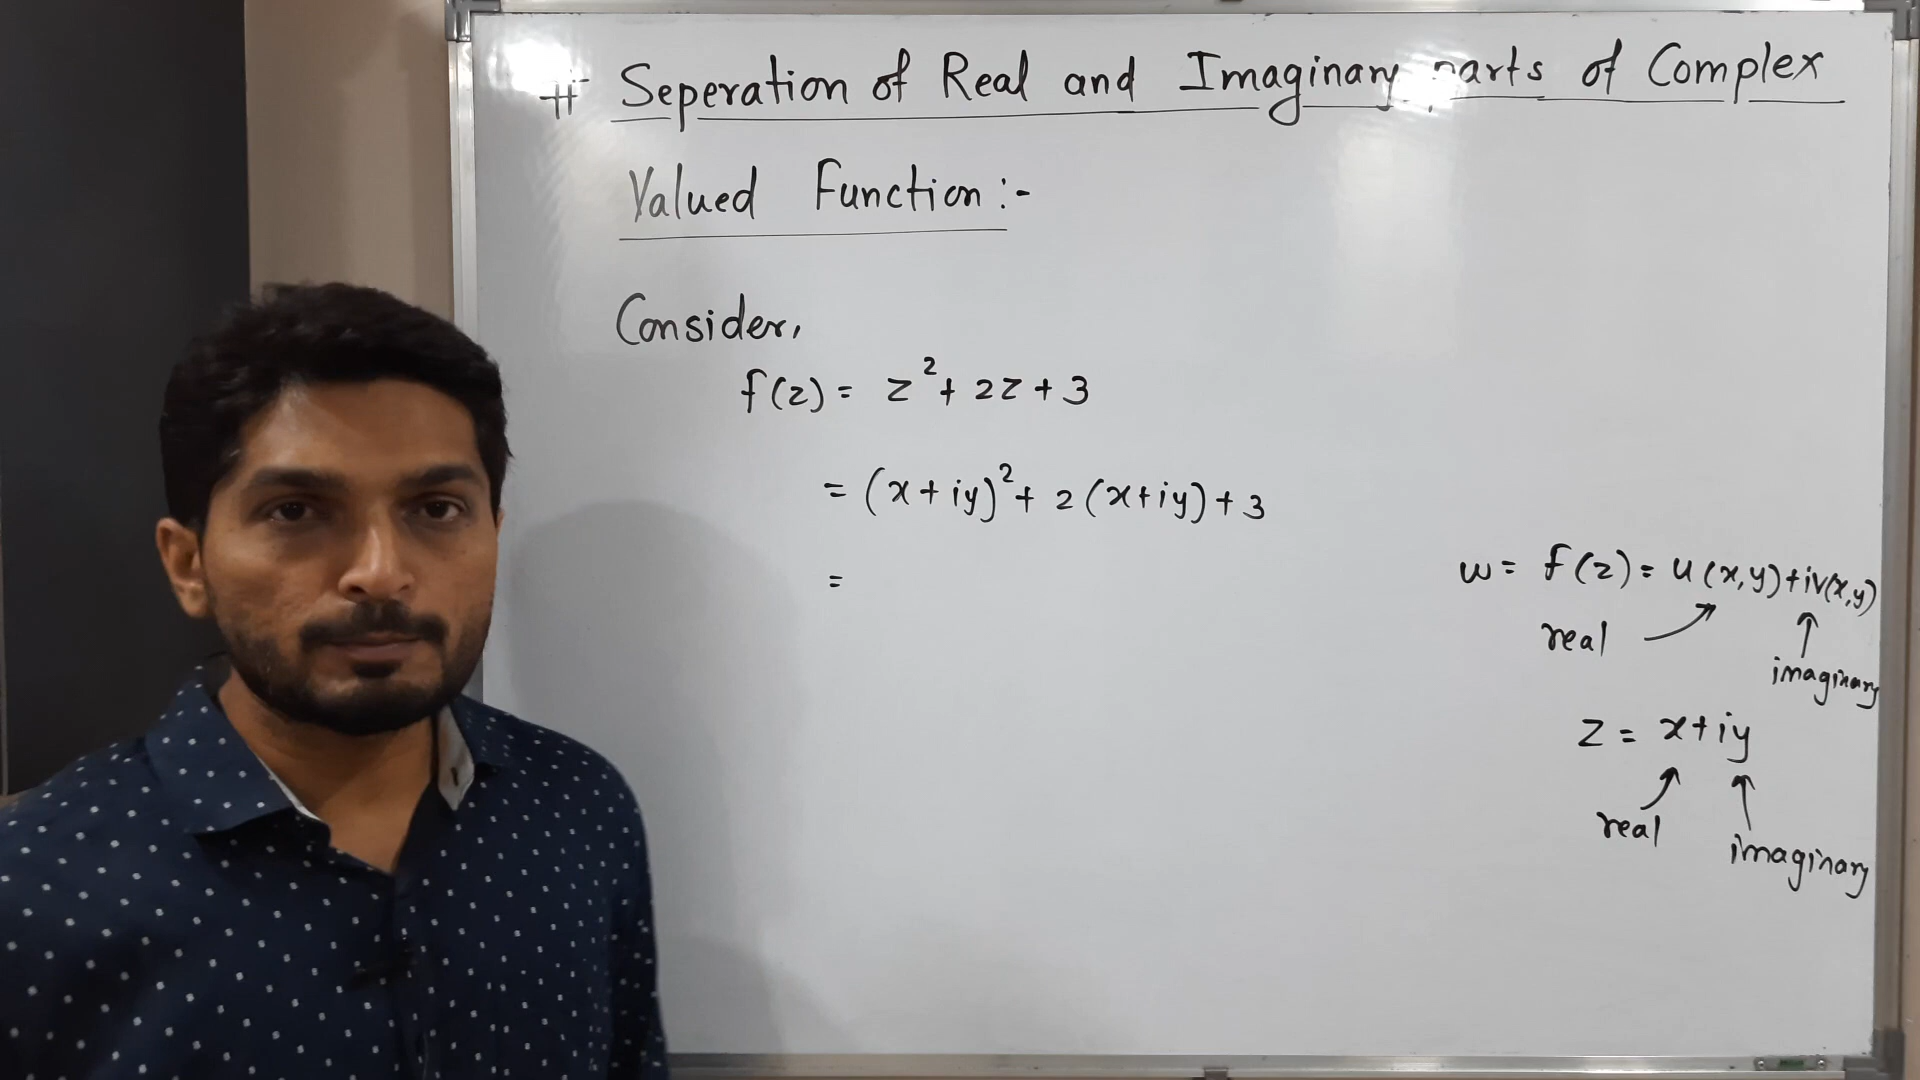 # Seperation of Real and Imaginary parts of Complex
Valued Function :-
Consider,
f(z) = z² + 2z + 3
= (x + iy)² + 2(x+iy) + 3
=
w = f(z) = u(x,y)+iv(x,y)
real
imaginary
z = x+iy
real
imaginary